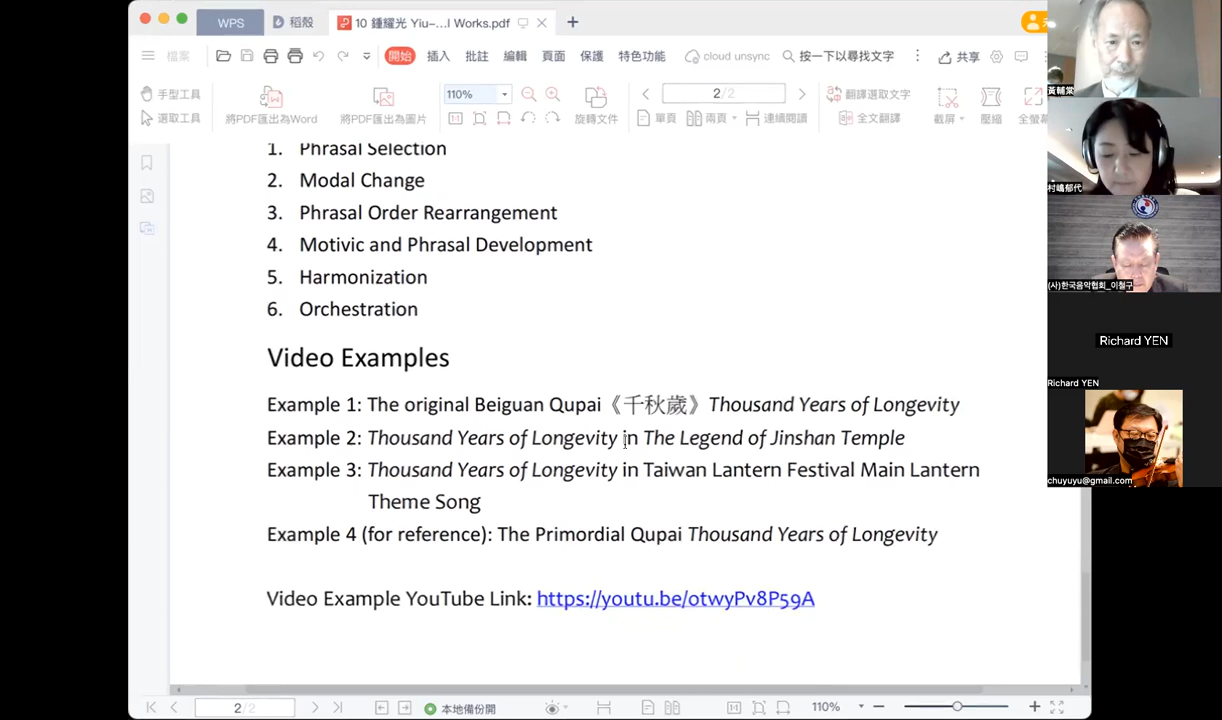 WPS
稻殼
10 鍾耀光 Yiu-...l Works.pdf
檔案
開始
插入
批註
編輯
頁面
保護
特色功能
cloud unsync
按一下以尋找文字
共享
手型工具
選取工具
將PDF匯出為Word
將PDF匯出為圖片
110%
旋轉文件
2/2
單頁
兩頁
連續閱讀
翻譯選取文字
全文翻譯
截屏
壓縮
全螢
1. Phrasal Selection
2. Modal Change
3. Phrasal Order Rearrangement
4. Motivic and Phrasal Development
5. Harmonization
6. Orchestration
Video Examples
Example 1: The original Beiguan Qupai《千秋歲》Thousand Years of Longevity
Example 2: Thousand Years of Longevity in The Legend of Jinshan Temple
Example 3: Thousand Years of Longevity in Taiwan Lantern Festival Main Lantern
Theme Song
Example 4 (for reference): The Primordial Qupai Thousand Years of Longevity
Video Example YouTube Link: https://youtu.be/otwyPv8P59A
2/2
本地備份開
110%
黃輔棠
村嶋郁代
(사)한국음악협회_이철구
Richard YEN
Richard YEN
chuyuyu@gmail.com